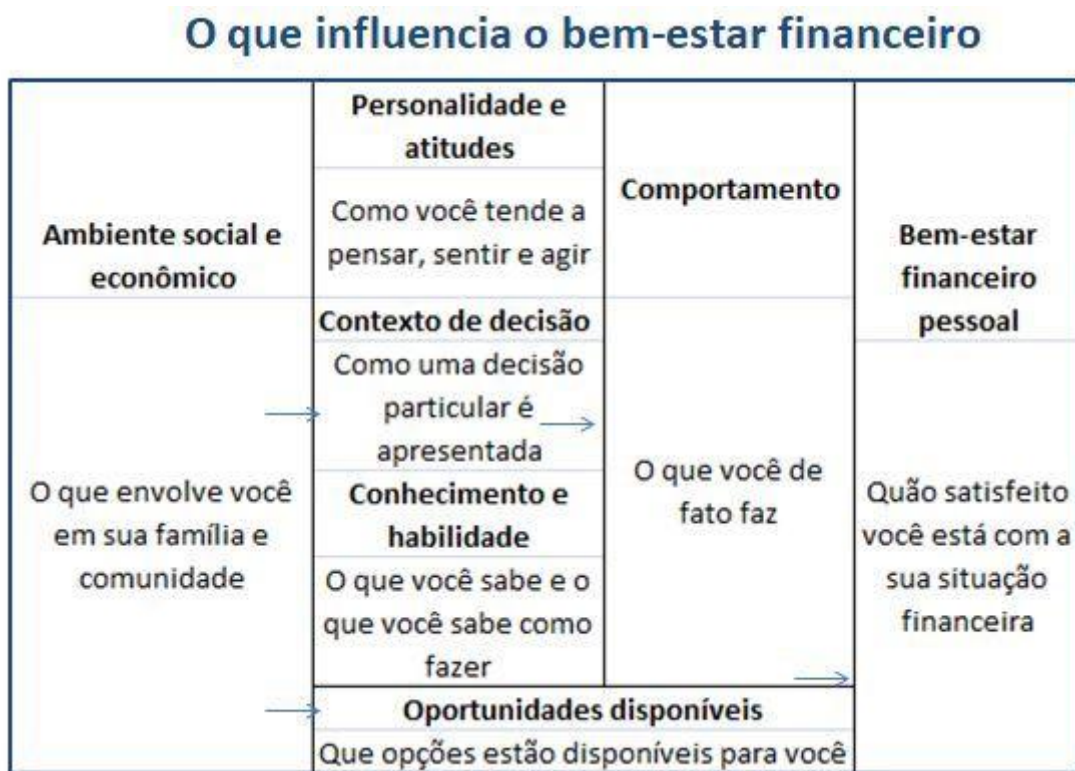 O que influencia o bem-estar financeiro
Ambiente social e
econômico
O que envolve você
em sua família e
comunidade
Personalidade e
atitudes
Como você tende a
pensar, sentir e agir
Contexto de decisão
Como uma decisão
particular é
apresentada
Conhecimento e
habilidade
O que você sabe e o
que você sabe como
fazer
Comportamento
O que você de
fato faz
Oportunidades disponíveis
Que opções estão disponíveis para você
Bem-estar
financeiro
pessoal
Quão satisfeito
você está com a
sua situação
financeira